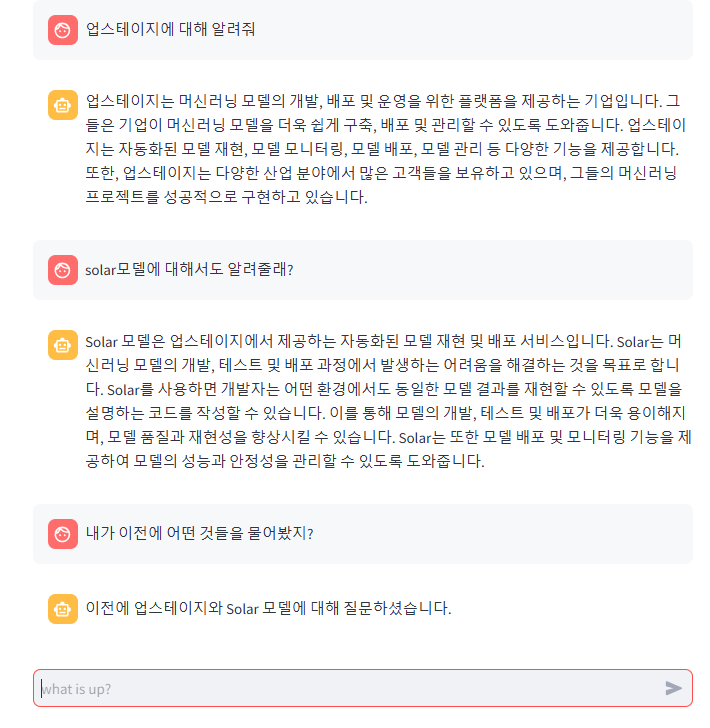 업스테이지에 대해 알려줘
업스테이지는 머신러닝 모델의 개발, 배포 및 운영을 위한 플랫폼을 제공하는 기업입니다. 그
들은 기업이 머신러닝 모델을 더욱 쉽게 구축, 배포 및 관리할 수 있도록 도와줍니다. 업스테이
지는 자동화된 모델 재현, 모델 모니터링, 모델 배포, 모델 관리 등 다양한 기능을 제공합니다.
또한, 업스테이지는 다양한 산업 분야에서 많은 고객들을 보유하고 있으며, 그들의 머신러닝
프로젝트를 성공적으로 구현하고 있습니다.
solar모델에 대해서도 알려줄래?
Solar 모델은 업스테이지에서 제공하는 자동화된 모델 재현 및 배포 서비스입니다. Solar는 머
신러닝 모델의 개발, 테스트 및 배포 과정에서 발생하는 어려움을 해결하는 것을 목표로 합니
다. Solar를 사용하면 개발자는 어떤 환경에서도 동일한 모델 결과를 재현할 수 있도록 모델을
설명하는 코드를 작성할 수 있습니다. 이를 통해 모델의 개발, 테스트 및 배포가 더욱 용이해지
며, 모델 품질과 재현성을 향상시킬 수 있습니다. Solar는 또한 모델 배포 및 모니터링 기능을 제
공하여 모델의 성능과 안정성을 관리할 수 있도록 도와줍니다.
내가 이전에 어떤 것들을 물어봤지?
이전에 업스테이지와 Solar 모델에 대해 질문하셨습니다.
what is up?